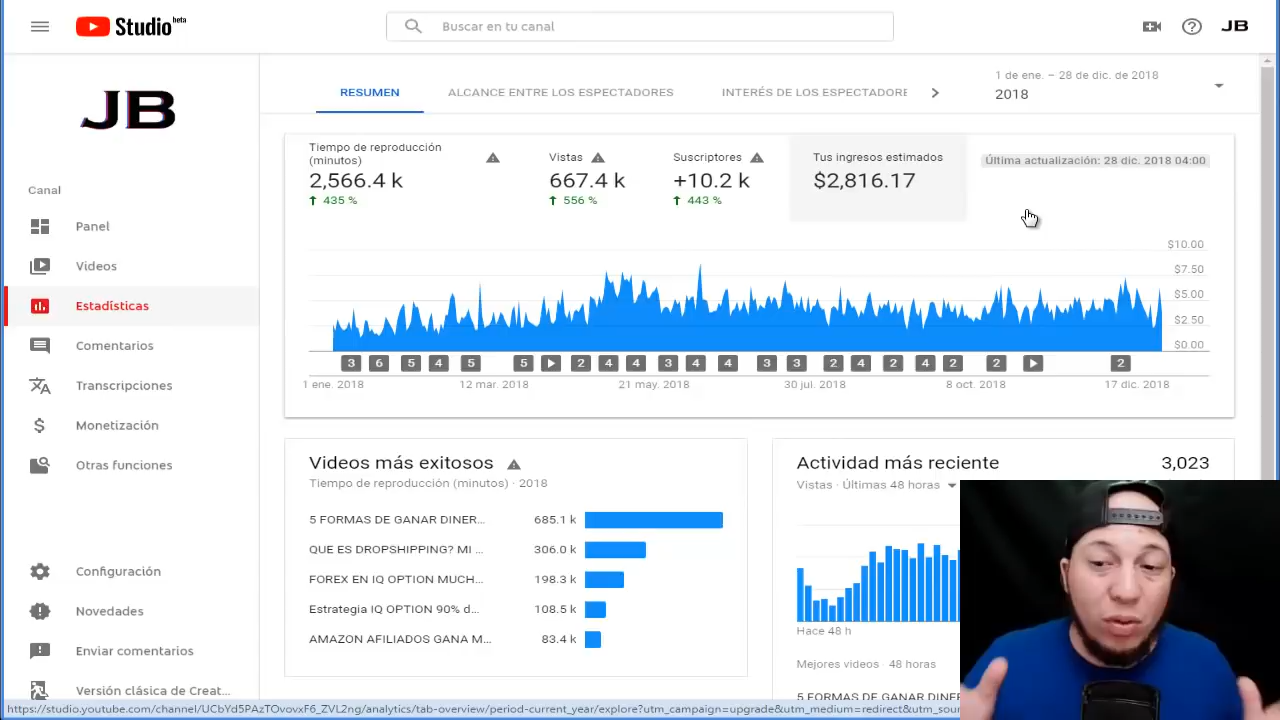 Studio beta
Buscar en tu canal
JB
JB
Canal
Panel
Videos
Estadísticas
Comentarios
Transcripciones
Monetización
Otras funciones
Configuración
Novedades
Enviar comentarios
Versión clásica de Creat...
RESUMEN
ALCANCE ENTRE LOS ESPECTADORES
INTERÉS DE LOS ESPECTADORE
1 de ene. – 28 de dic. de 2018
2018
Tiempo de reproducción (minutos)
2,566.4 k
435 %
Vistas
667.4 k
556 %
Suscriptores
+10.2 k
443 %
Tus ingresos estimados
$2,816.17
Última actualización: 28 dic. 2018 04:00
$10.00
$7.50
$5.00
$2.50
$0.00
3 6 5 4 5 5 2 4 4 3 4 4 3 3 2 4 2 4 2 2 2
1 ene. 2018 12 mar. 2018 21 may. 2018 30 jul. 2018 8 oct. 2018 17 dic. 2018
Videos más exitosos
Tiempo de reproducción (minutos) · 2018
5 FORMAS DE GANAR DINER... 685.1 k
QUE ES DROPSHIPPING? MI ... 306.0 k
FOREX EN IQ OPTION MUCH... 198.3 k
Estrategia IQ OPTION 90% d... 108.5 k
AMAZON AFILIADOS GANA M... 83.4 k
Actividad más reciente 3,023
Vistas · Últimas 48 horas
Hace 48 h
Mejores videos · 48 horas
5 FORMAS DE GANAR DINER
https://studio.youtube.com/channel/UCbYd5PAzTOvovxF6_ZVL2ng/analytics/tab-overview/period-current_year/explore?utm_campaign=upgrade&utm_medium=redirect&utm_sour